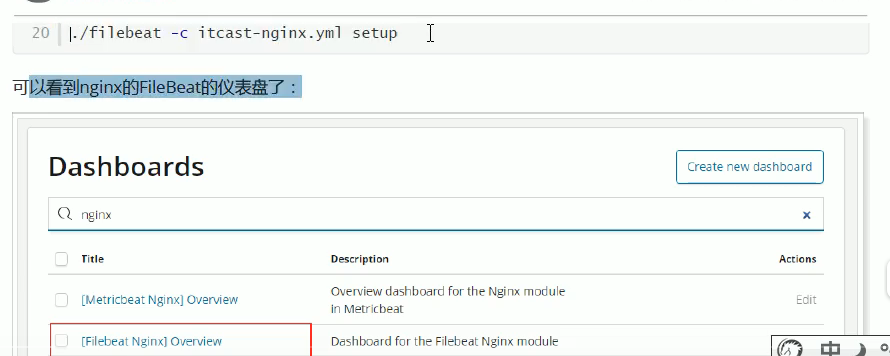 20 ./filebeat -c itcast-nginx.yml setup
可以看到nginx的FileBeat的仪表盘了：
Dashboards
Create new dashboard
nginx
Title Description Actions
[Metricbeat Nginx] Overview Overview dashboard for the Nginx module Edit
in Metricbeat
[Filebeat Nginx] Overview Dashboard for the Filebeat Nginx module
中